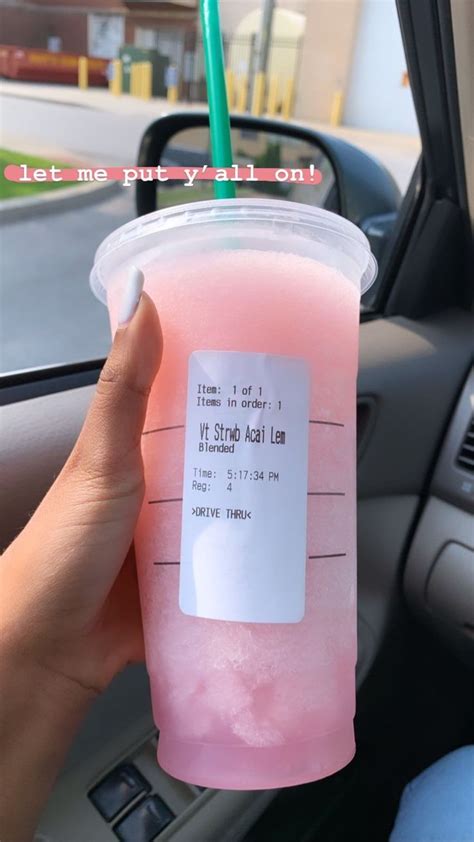 let me put y'all on!
Item: 1 of 1
Items in order: 1
Vt Strwb Acai Lem
Blended
Time: 5:17:34 PM
Reg: 4
>DRIVE THRU<